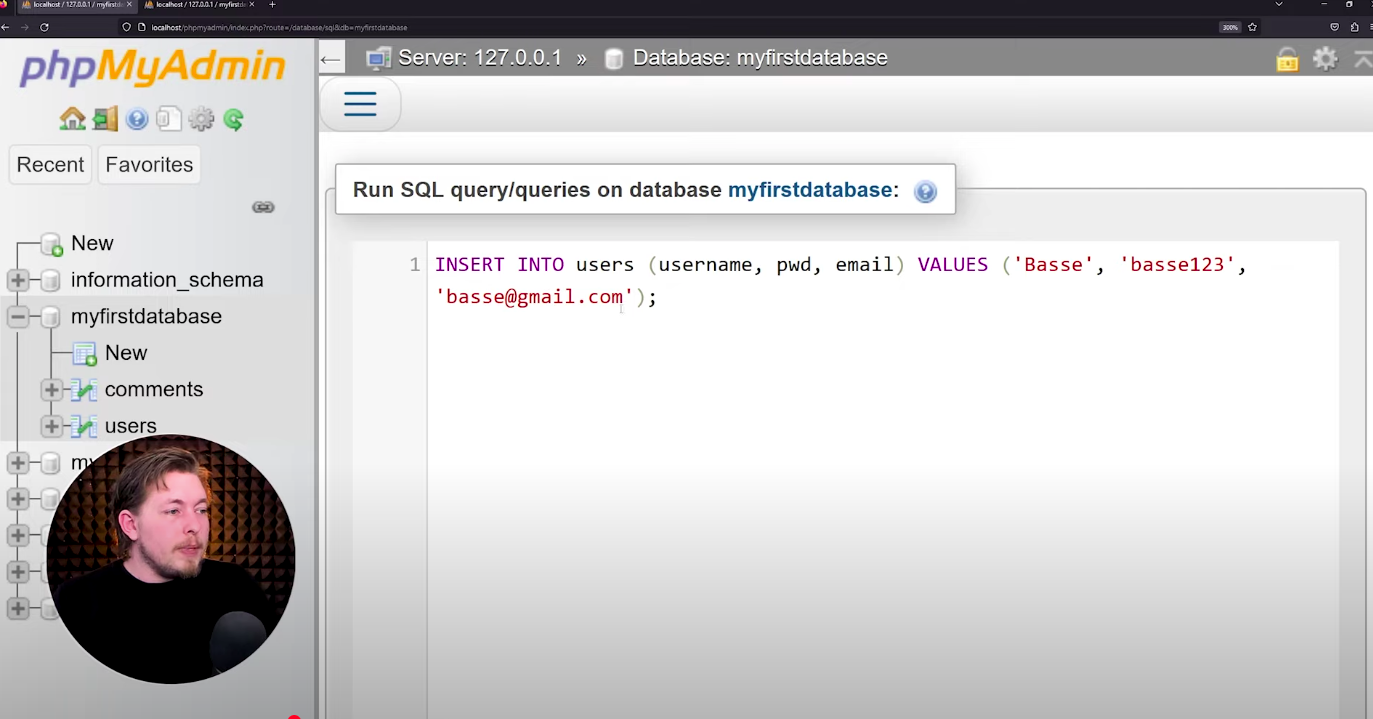 localhost / 127.0.0.1 / myfirstd
localhost / 127.0.0.1 / myfirst
localhost/phpmyadmin/index.php?route=/database/sql&db=myfirstdatabase
300%
phpMyAdmin
Server: 127.0.0.1 » Database: myfirstdatabase
Recent
Favorites
Run SQL query/queries on database myfirstdatabase:
New
information_schema
myfirstdatabase
New
comments
users
my
1
INSERT INTO users (username, pwd, email) VALUES ('Basse', 'basse123',
'basse@gmail.com');